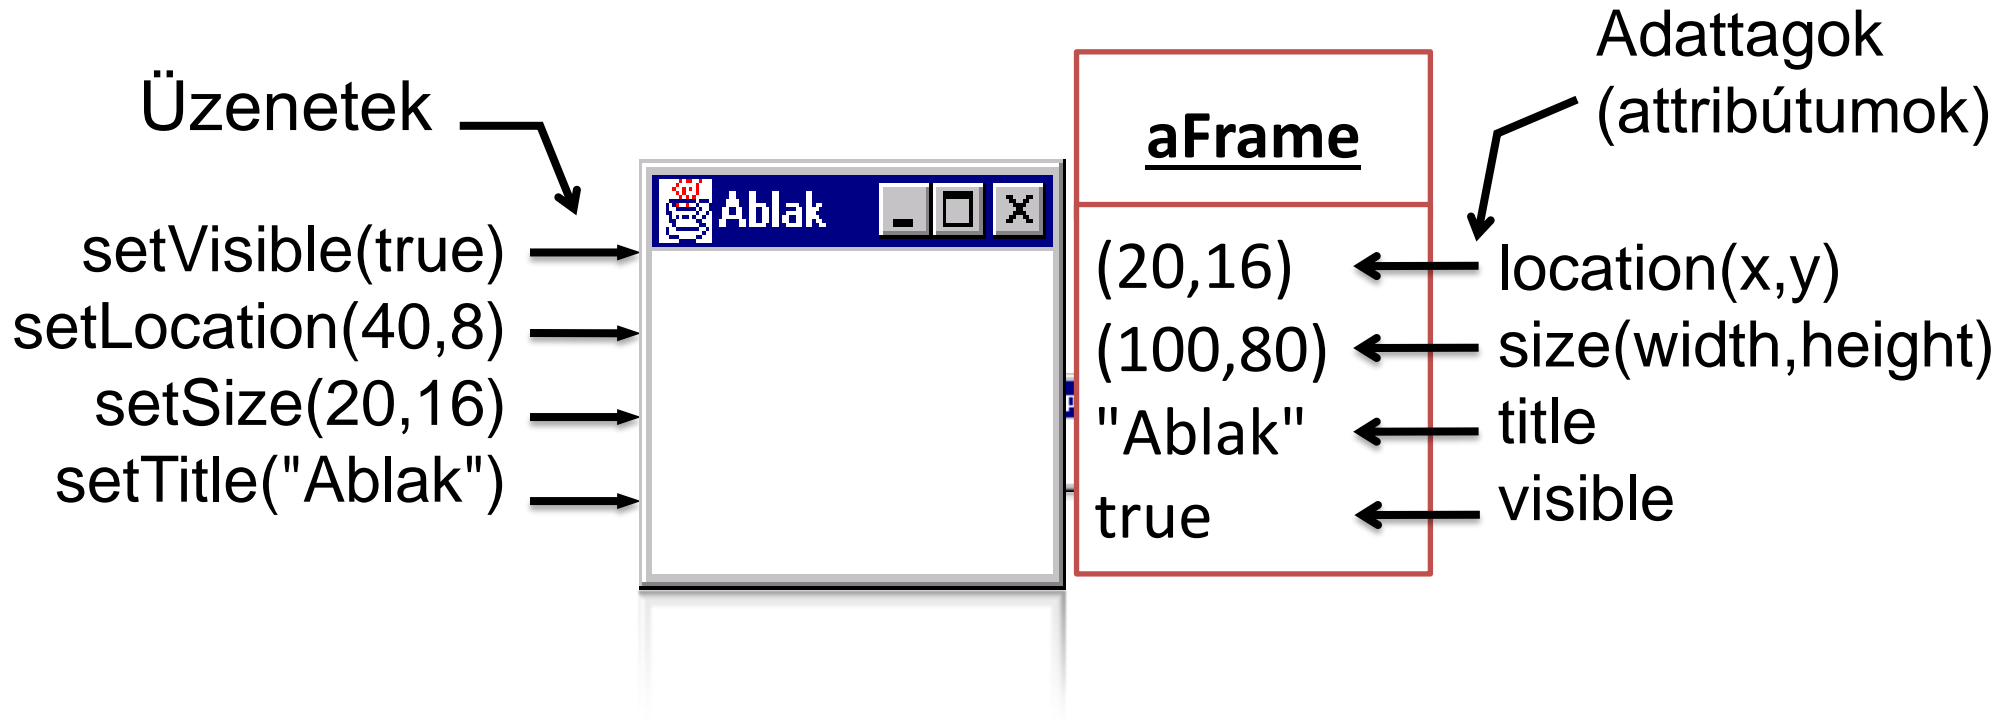 Üzenetek
setVisible(true)
setLocation(40,8)
setSize(20,16)
setTitle("Ablak")
Ablak
aFrame
(20,16)
(100,80)
"Ablak"
true
Adattagok
(attribútumok)
location(x,y)
size(width,height)
title
visible